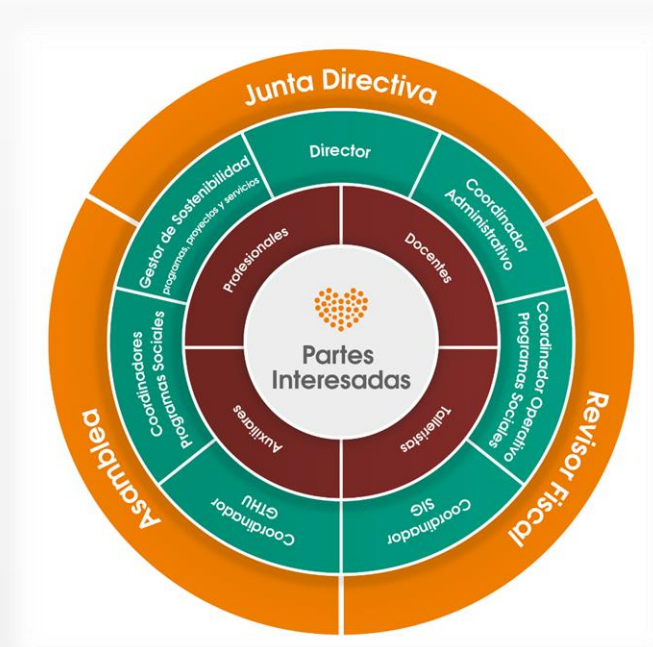 Junta Directiva
Director
Coordinador
Administrativo
Coordinador Operativo
Programas Sociales
Coordinador
SIG
Coordinador
GTHU
Coordinadores
Programas Sociales
Gestor de Sostenibilidad
programas, proyectos y servicios
Profesionales
Docentes
Talleristas
Auxiliares
Partes
Interesadas
Asamblea
Revisor Fiscal